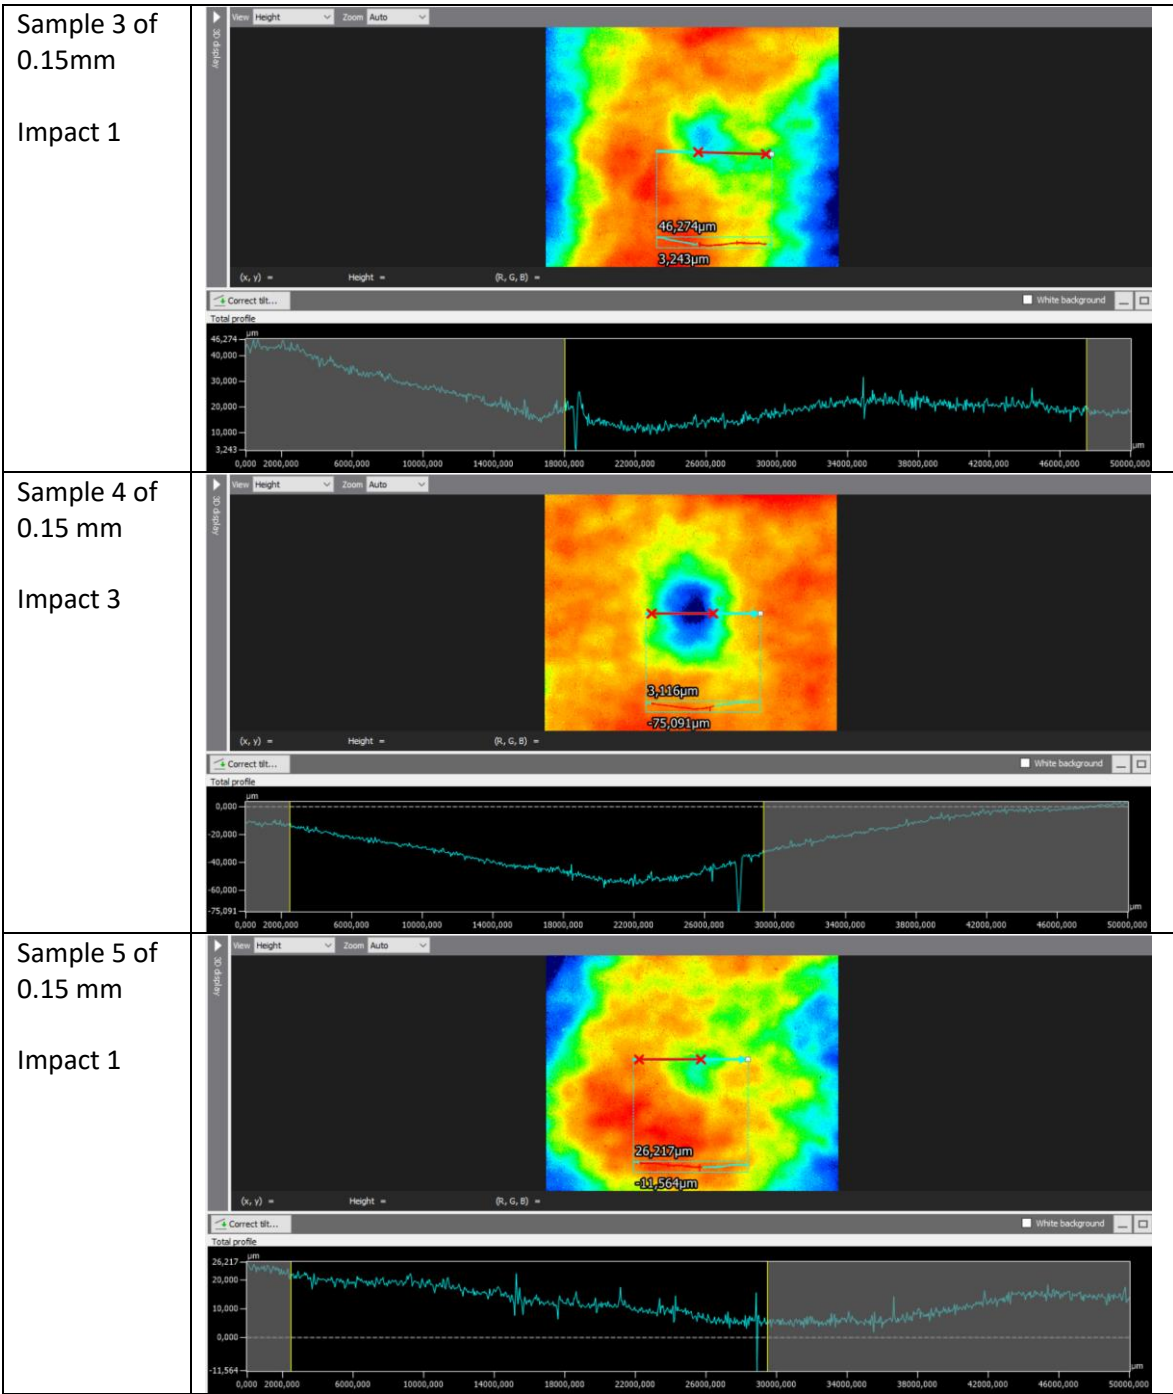 Sample 3 of
0.15mm
Impact 1
3D display
View Height Zoom Auto
46,274µm
3,243µm
(x, y) = Height = (R, G, B) =
Correct tilt... White background
Total profile
µm
46,274
40,000
30,000
20,000
10,000
3,243
µm
0,000 2000,000 6000,000 10000,000 14000,000 18000,000 22000,000 26000,000 30000,000 34000,000 38000,000 42000,000 46000,000 50000,000
Sample 4 of
0.15 mm
Impact 3
3D display
View Height Zoom Auto
3,116µm
-75,091µm
(x, y) = Height = (R, G, B) =
Correct tilt... White background
Total profile
µm
0,000
-20,000
-40,000
-60,000
-75,091
µm
0,000 2000,000 6000,000 10000,000 14000,000 18000,000 22000,000 26000,000 30000,000 34000,000 38000,000 42000,000 46000,000 50000,000
Sample 5 of
0.15 mm
Impact 1
3D display
View Height Zoom Auto
26,217µm
-11,564µm
(x, y) = Height = (R, G, B) =
Correct tilt... White background
Total profile
µm
26,217
20,000
10,000
0,000
-11,564
µm
0,000 2000,000 6000,000 10000,000 14000,000 18000,000 22000,000 26000,000 30000,000 34000,000 38000,000 42000,000 46000,000 50000,000